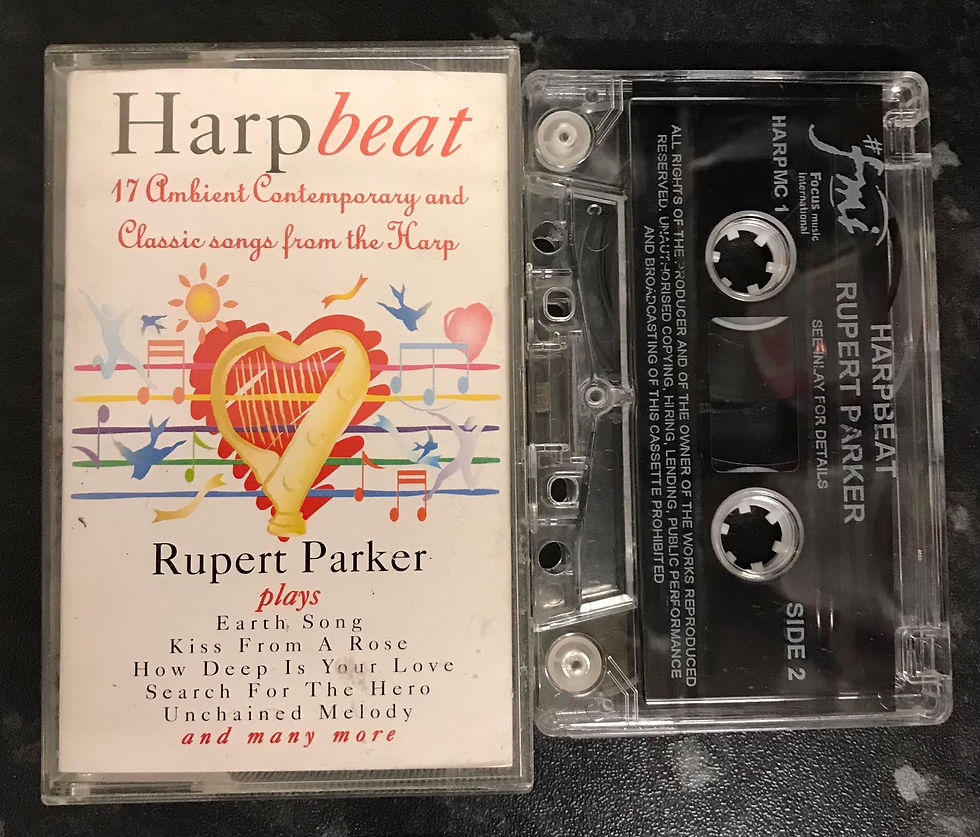 Harpbeat
17 Ambient Contemporary and
Classic songs from the Harp
Rupert Parker
plays
Earth Song
Kiss From A Rose
How Deep Is Your Love
Search For The Hero
Unchained Melody
and many more
#fmi
Focus music
international
HARPMC 1
HARPBEAT
RUPERT PARKER
SEE INLAY FOR DETAILS
SIDE 2
ALL RIGHTS OF THE PRODUCER AND OF THE OWNER OF THE WORKS REPRODUCED
RESERVED, UNAUTHORISED COPYING, HIRING, LENDING, PUBLIC PERFORMANCE
AND BROADCASTING OF THIS CASSETTE PROHIBITED